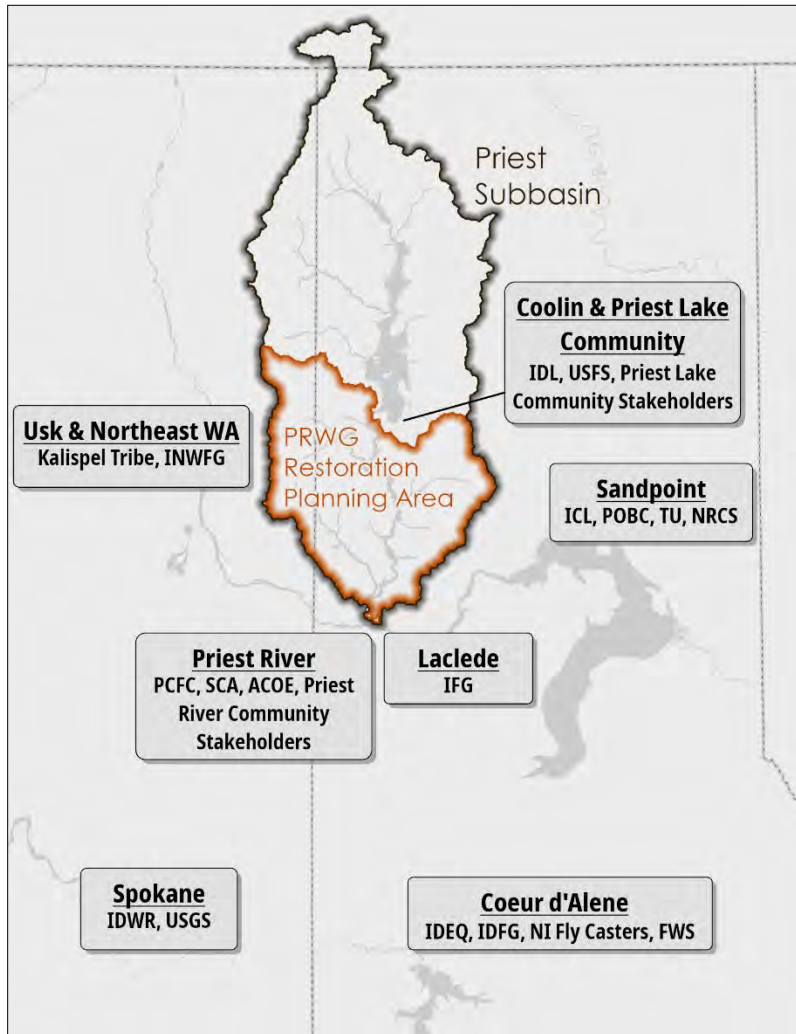 Priest
Subbasin
Coolin & Priest Lake
Community
IDL, USFS, Priest Lake
Community Stakeholders
Usk & Northeast WA
Kalispel Tribe, INWFG
PRWG
Restoration
Planning Area
Sandpoint
ICL, POBC, TU, NRCS
Priest River
PCFC, SCA, ACOE, Priest
River Community
Stakeholders
Laclede
IFG
Spokane
IDWR, USGS
Coeur d'Alene
IDEQ, IDFG, NI Fly Casters, FWS